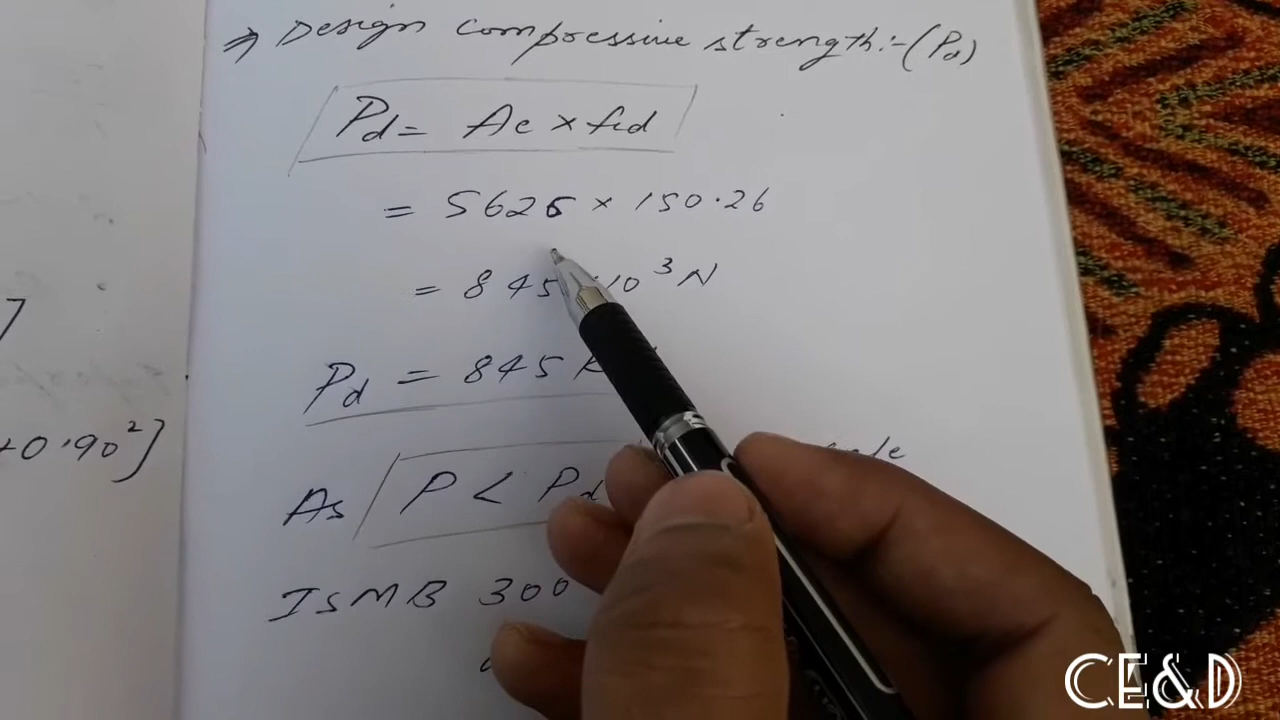 ⇒ Design compressive strength:-(Pd)
Pd = Ae × fcd
= 5626 × 150.26
= 845 ×10³ N
Pd = 845
As P < Pd
ISMB 300
+0.90²]
]
CE&D